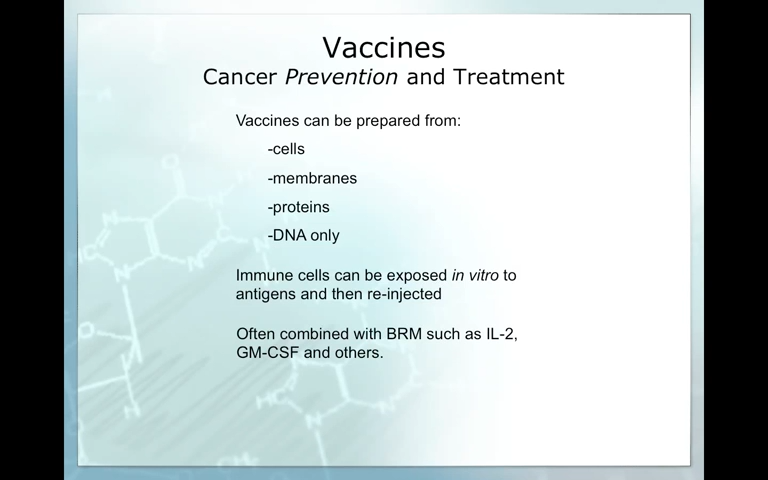 Vaccines
Cancer Prevention and Treatment
Vaccines can be prepared from:
-cells
-membranes
-proteins
-DNA only
Immune cells can be exposed in vitro to
antigens and then re-injected
Often combined with BRM such as IL-2,
GM-CSF and others.